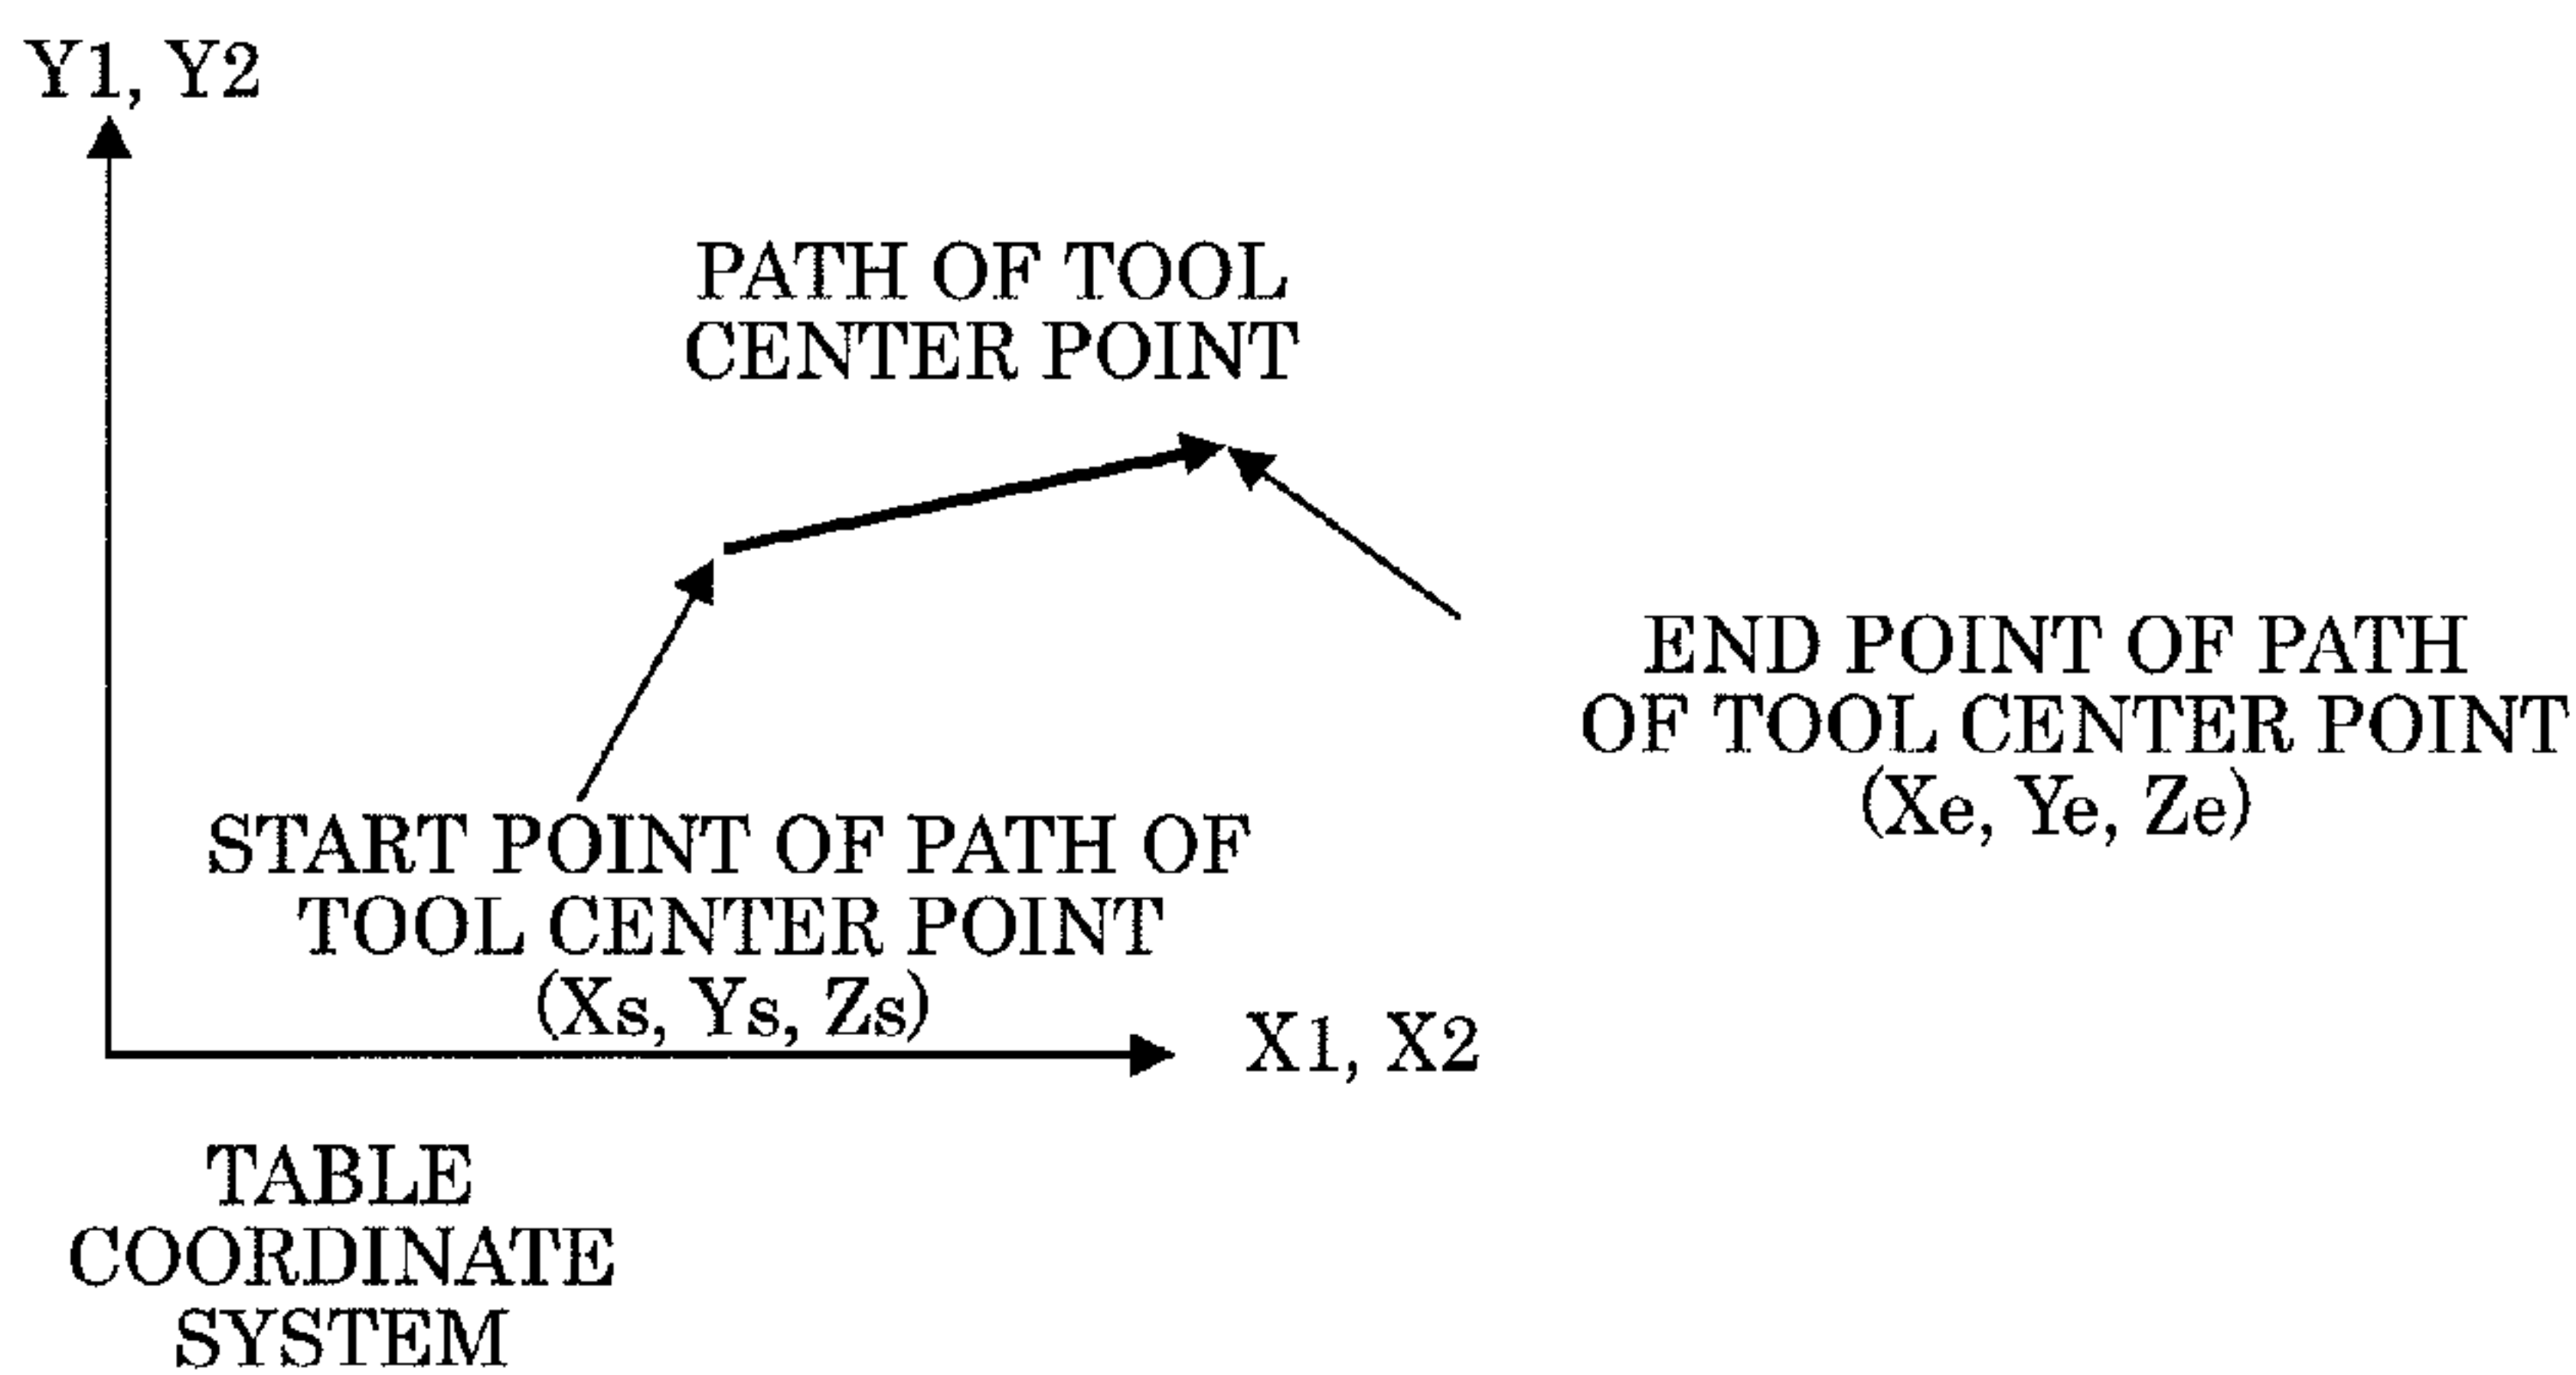 Y1, Y2
PATH OF TOOL
CENTER POINT
END POINT OF PATH
OF TOOL CENTER POINT
(Xe, Ye, Ze)
START POINT OF PATH OF
TOOL CENTER POINT
(Xs, Ys, Zs)
X1, X2
TABLE
COORDINATE
SYSTEM